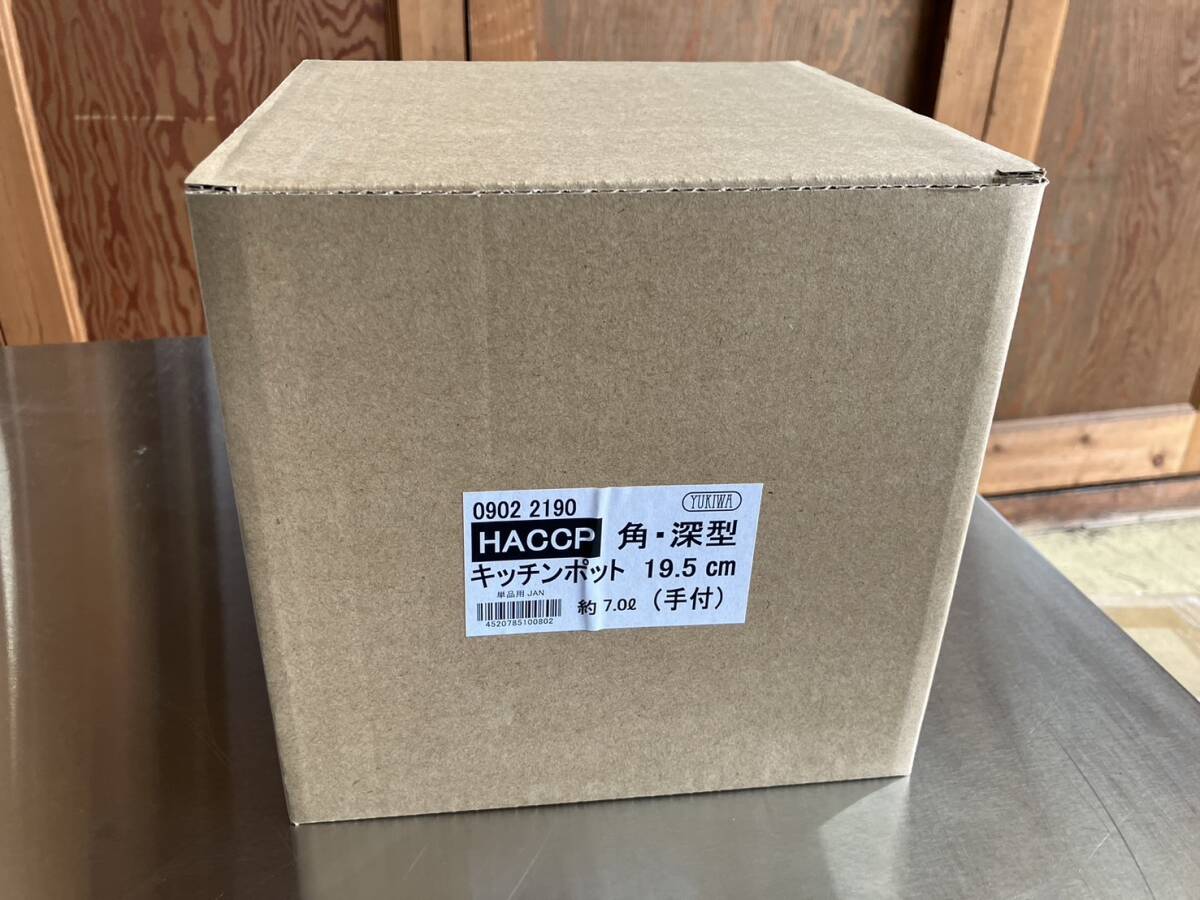 0902 2190 YUKIWA
HACCP 角・深型
キッチンポット 19.5 cm
単品用 JAN
約 7.0ℓ (手付)
4520785100802